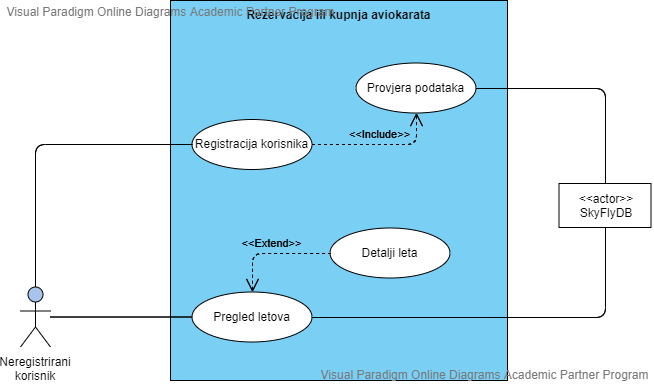 Visual Paradigm Online Diagrams Academic Partner Program
Rezervacija ili kupnja aviokarata
Provjera podataka
<<Include>>
Registracija korisnika
<<actor>>
SkyFlyDB
<<Extend>>
Detalji leta
Pregled letova
Neregistrirani
korisnik
Visual Paradigm Online Diagrams Academic Partner Program